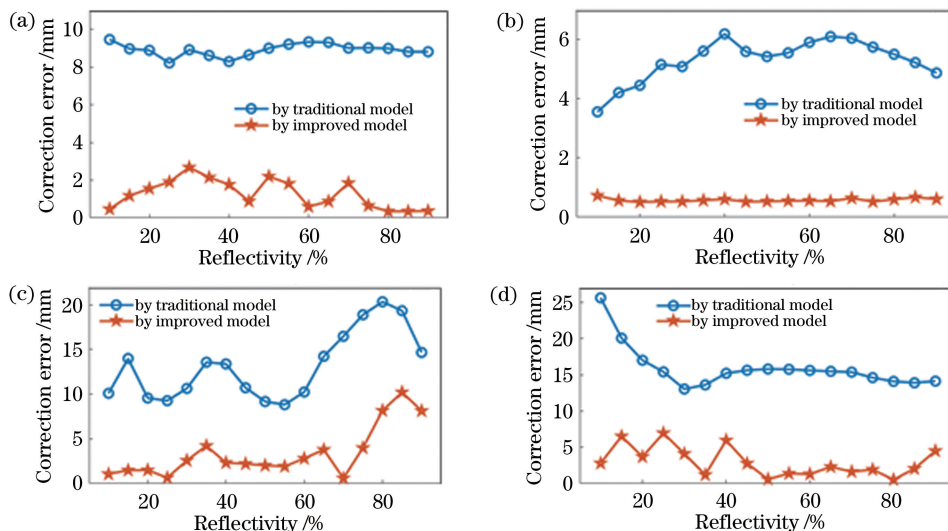 (a)
Correction error /mm
10
8
6
4
2
0
by traditional model
by improved model
20 40 60 80
Reflectivity /%
(b)
Correction error /mm
6
4
2
0
by traditional model
by improved model
20 40 60 80
Reflectivity /%
(c)
Correction error /mm
20
15
10
5
0
by traditional model
by improved model
20 40 60 80
Reflectivity /%
(d)
Correction error /mm
25
20
15
10
5
0
by traditional model
by improved model
20 40 60 80
Reflectivity /%